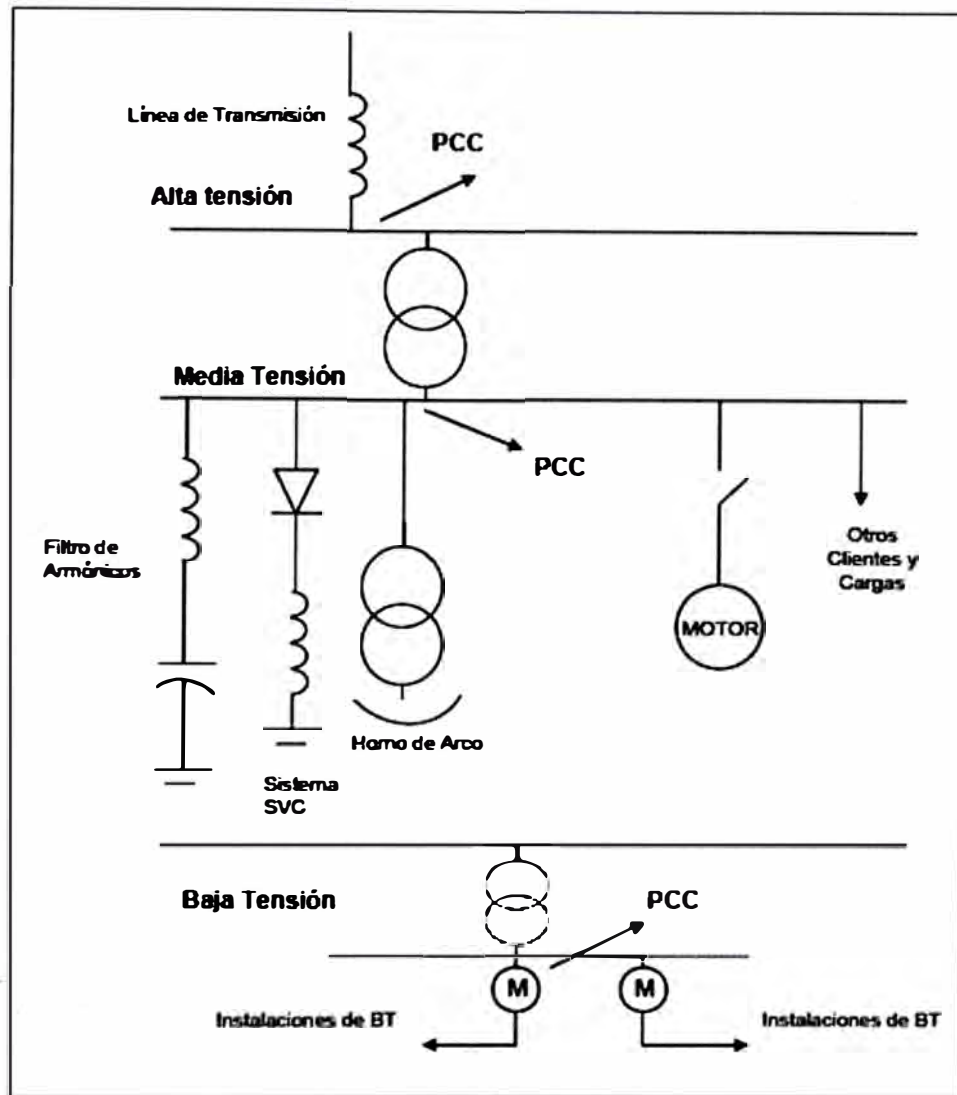 Línea de Transmisión
PCC
Alta tensión
Media Tensión
PCC
Filtro de
Armónicos
Otros
Clientes y
Cargas
MOTOR
Horno de Arco
Sistema
SVC
Baja Tensión
PCC
M
M
Instalaciones de BT
Instalaciones de BT